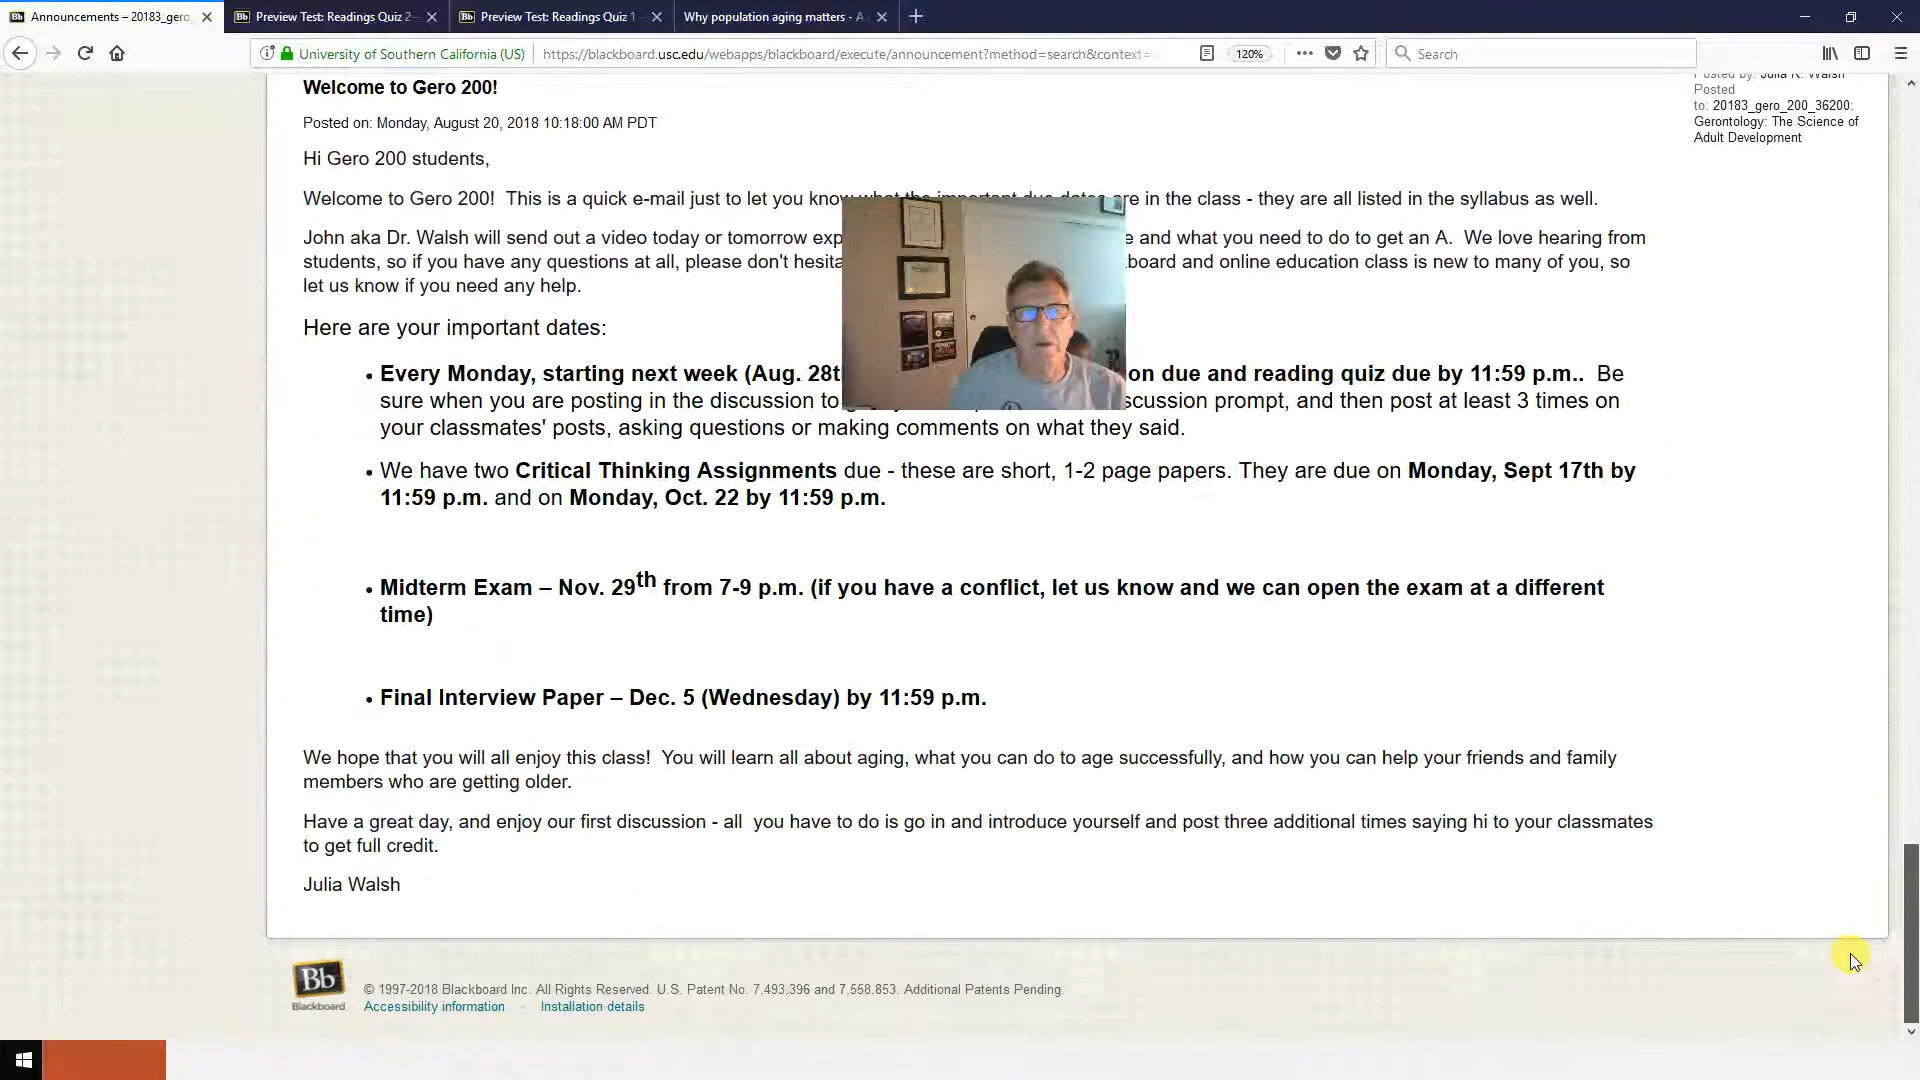 Announcements – 20183_gero_
Preview Test: Readings Quiz 2 –
Preview Test: Readings Quiz 1 –
Why population aging matters - A
University of Southern California (US)
https://blackboard.usc.edu/webapps/blackboard/execute/announcement?method=search&context=
120%
Search
Welcome to Gero 200!
Posted by: Julia R. Walsh
Posted
to: 20183_gero_200_36200:
Gerontology: The Science of
Adult Development
Posted on: Monday, August 20, 2018 10:18:00 AM PDT
Hi Gero 200 students,
Welcome to Gero 200!  This is a quick e-mail just to let you know what the important due dates are in the class - they are all listed in the syllabus as well.
John aka Dr. Walsh will send out a video today or tomorrow exp e and what you need to do to get an A.  We love hearing from
students, so if you have any questions at all, please don't hesita board and online education class is new to many of you, so
let us know if you need any help.
Here are your important dates:
• Every Monday, starting next week (Aug. 28t on due and reading quiz due by 11:59 p.m..  Be
sure when you are posting in the discussion to scussion prompt, and then post at least 3 times on
your classmates' posts, asking questions or making comments on what they said.
• We have two Critical Thinking Assignments due - these are short, 1-2 page papers. They are due on Monday, Sept 17th by
11:59 p.m. and on Monday, Oct. 22 by 11:59 p.m.
• Midterm Exam – Nov. 29th from 7-9 p.m. (if you have a conflict, let us know and we can open the exam at a different
time)
• Final Interview Paper – Dec. 5 (Wednesday) by 11:59 p.m.
We hope that you will all enjoy this class!  You will learn all about aging, what you can do to age successfully, and how you can help your friends and family
members who are getting older.
Have a great day, and enjoy our first discussion - all  you have to do is go in and introduce yourself and post three additional times saying hi to your classmates
to get full credit.
Julia Walsh
Bb
Blackboard
© 1997-2018 Blackboard Inc. All Rights Reserved. U.S. Patent No. 7,493,396 and 7,558,853. Additional Patents Pending.
Accessibility information
Installation details